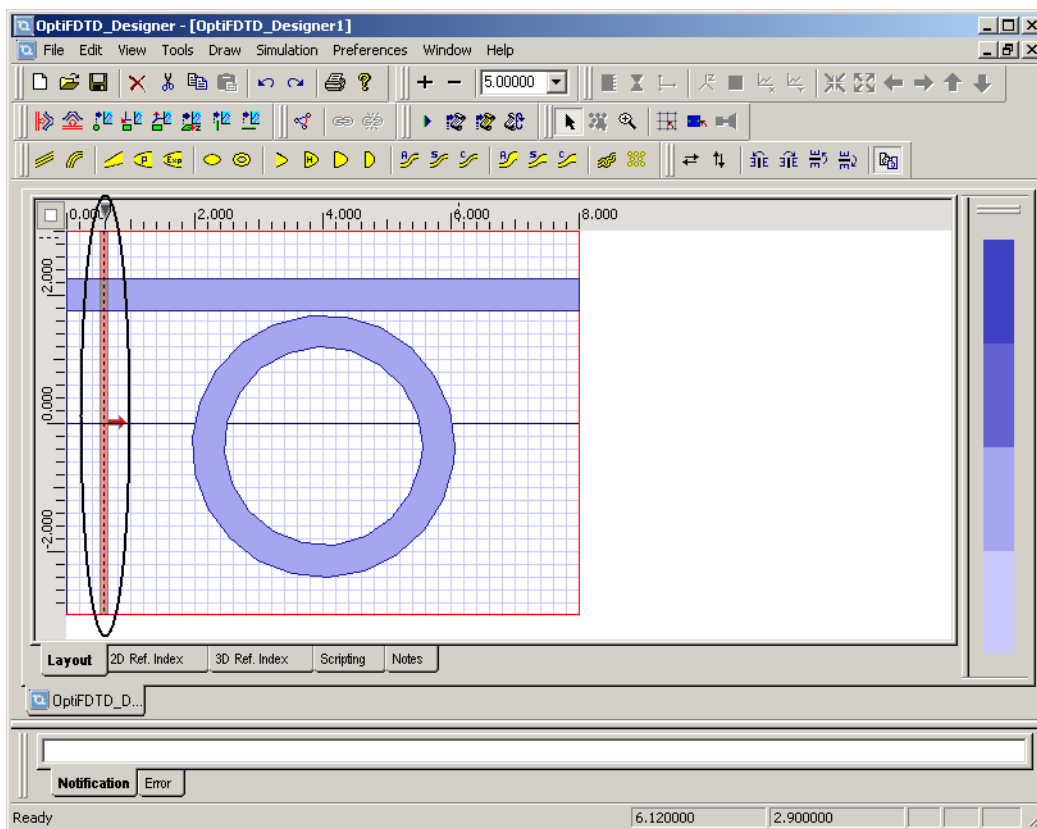 OptiFDTD_Designer - [OptiFDTD_Designer1]
File Edit View Tools Draw Simulation Preferences Window Help
5.00000
P Exp
0.000 2.000 4.000 6.000 8.000
2.000
0.000
-2.000
Layout 2D Ref. Index 3D Ref. Index Scripting Notes
OptiFDTD_D...
Notification Error
Ready 6.120000 2.900000